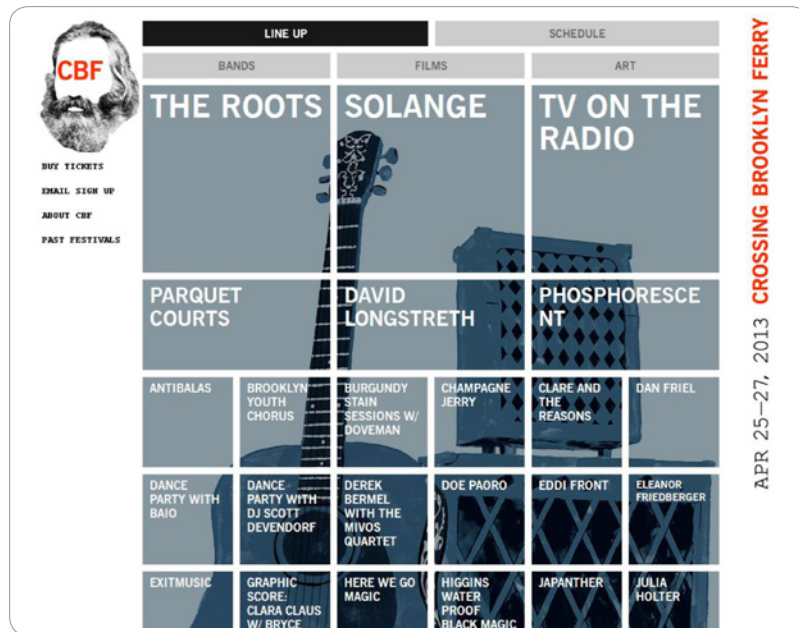 LINE UP
SCHEDULE
BANDS
FILMS
ART
CBF
BUY TICKETS
EMAIL SIGN UP
ABOUT CBF
PAST FESTIVALS
THE ROOTS
SOLANGE
TV ON THE
RADIO
PARQUET
COURTS
DAVID
LONGSTRETH
PHOSPHORESCE
NT
ANTIBALAS
BROOKLYN
YOUTH
CHORUS
BURGUNDY
STAIN
SESSIONS W/
DOVEMAN
CHAMPAGNE
JERRY
CLARE AND
THE
REASONS
DAN FRIEL
DANCE
PARTY WITH
BAIO
DANCE
PARTY WITH
DJ SCOTT
DEVENDORF
DEREK
BERMEL
WITH THE
MIVOS
QUARTET
DOE PAORO
EDDI FRONT
ELEANOR
FRIEDBERGER
EXITMUSIC
GRAPHIC
SCORE:
CLARA CLAUS
W/ BRYCE
HERE WE GO
MAGIC
HIGGINS
WATER
PROOF
BLACK MAGIC
JAPANTHER
JULIA
HOLTER
APR 25–27, 2013 CROSSING BROOKLYN FERRY